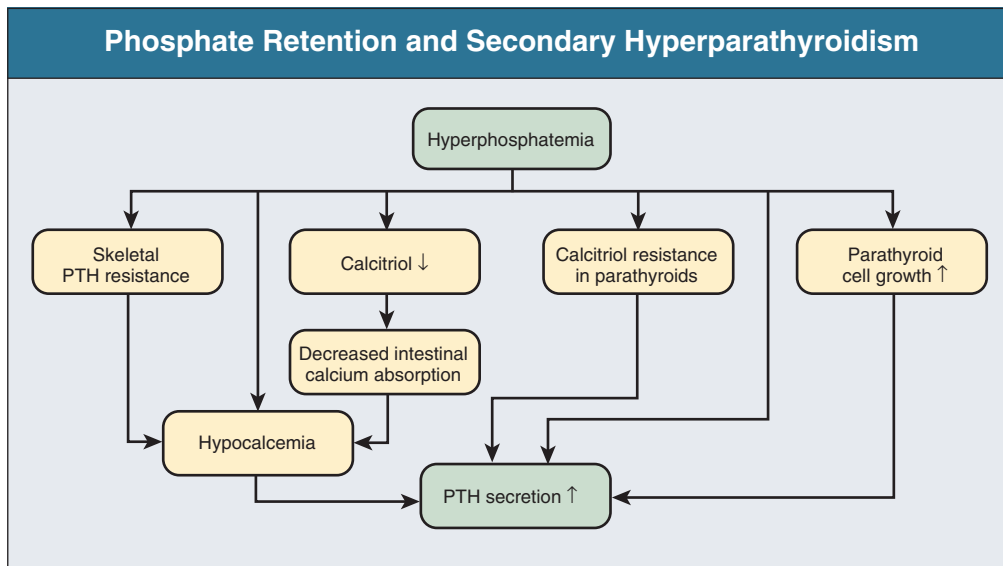 Phosphate Retention and Secondary Hyperparathyroidism
Hyperphosphatemia
Skeletal
PTH resistance
Calcitriol ↓
Calcitriol resistance
in parathyroids
Parathyroid
cell growth ↑
Decreased intestinal
calcium absorption
Hypocalcemia
PTH secretion ↑